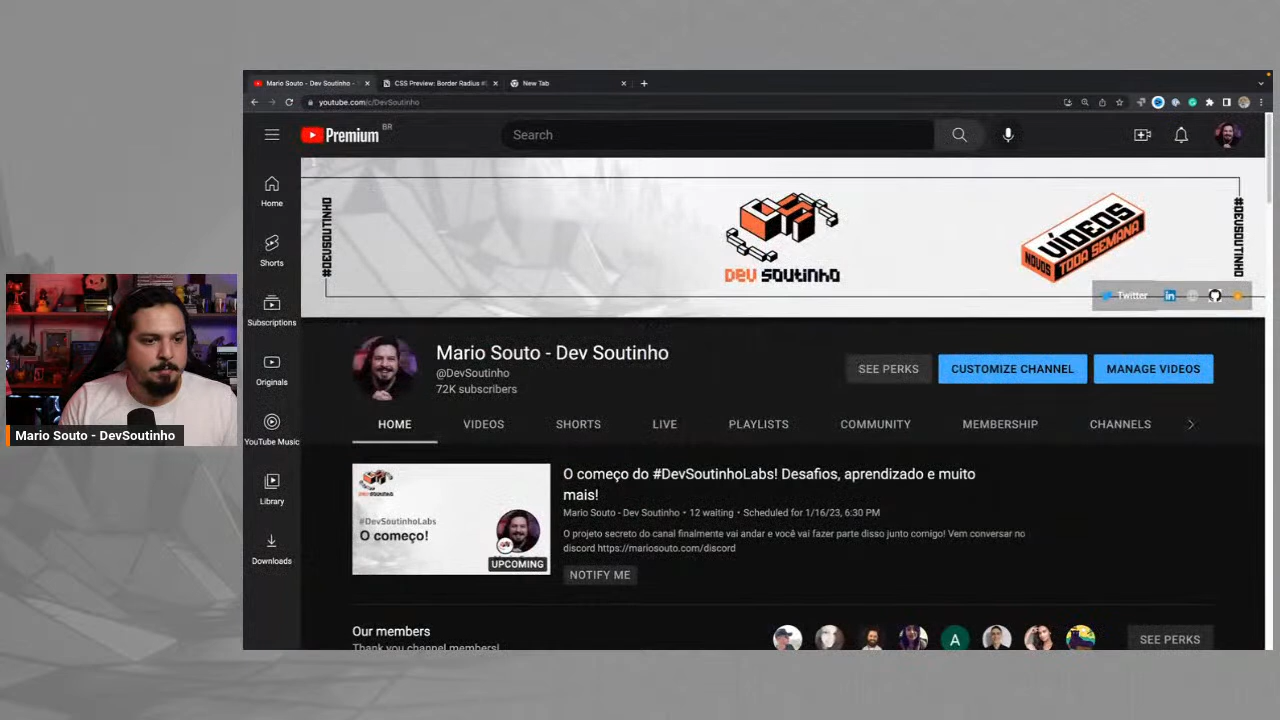 Mario Souto - Dev Soutinho -
CSS Preview: Border Radius #
New Tab
youtube.com/c/DevSoutinho
Premium BR
Search
Home
Shorts
Subscriptions
Originals
YouTube Music
Library
Downloads
#DEVSOUTINHO
DEV SOUTINHO
NOVOS
VÍDEOS
TODA SEMANA
#DEVSOUTINHO
Twitter
Mario Souto - Dev Soutinho
@DevSoutinho
72K subscribers
SEE PERKS
CUSTOMIZE CHANNEL
MANAGE VIDEOS
HOME
VIDEOS
SHORTS
LIVE
PLAYLISTS
COMMUNITY
MEMBERSHIP
CHANNELS
DEV SOUTINHO
#DevSoutinhoLabs
O começo!
UPCOMING
O começo do #DevSoutinhoLabs! Desafios, aprendizado e muito
mais!
Mario Souto - Dev Soutinho • 12 waiting • Scheduled for 1/16/23, 6:30 PM
O projeto secreto do canal finalmente vai andar e você vai fazer parte disso junto comigo! Vem conversar no
discord https://mariosouto.com/discord
NOTIFY ME
Our members
Thank you channel members!
A
SEE PERKS
Mario Souto - DevSoutinho